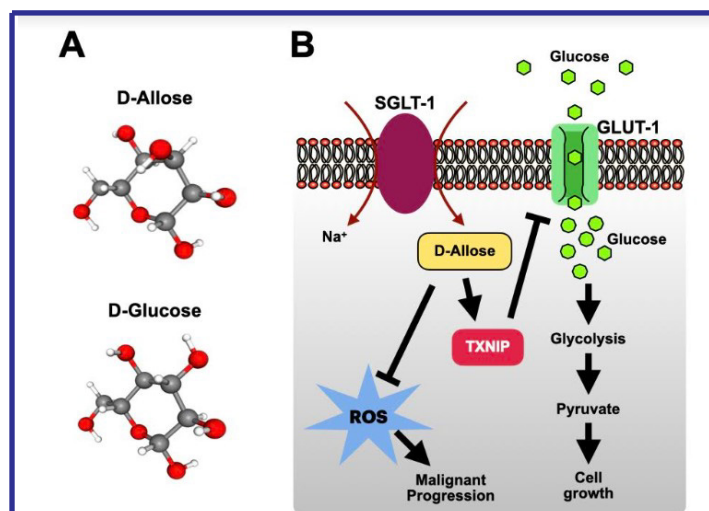 A
D-Allose
D-Glucose
B
Glucose
SGLT-1
GLUT-1
Na⁺
D-Allose
Glucose
TXNIP
Glycolysis
ROS
Pyruvate
Malignant
Progression
Cell
growth